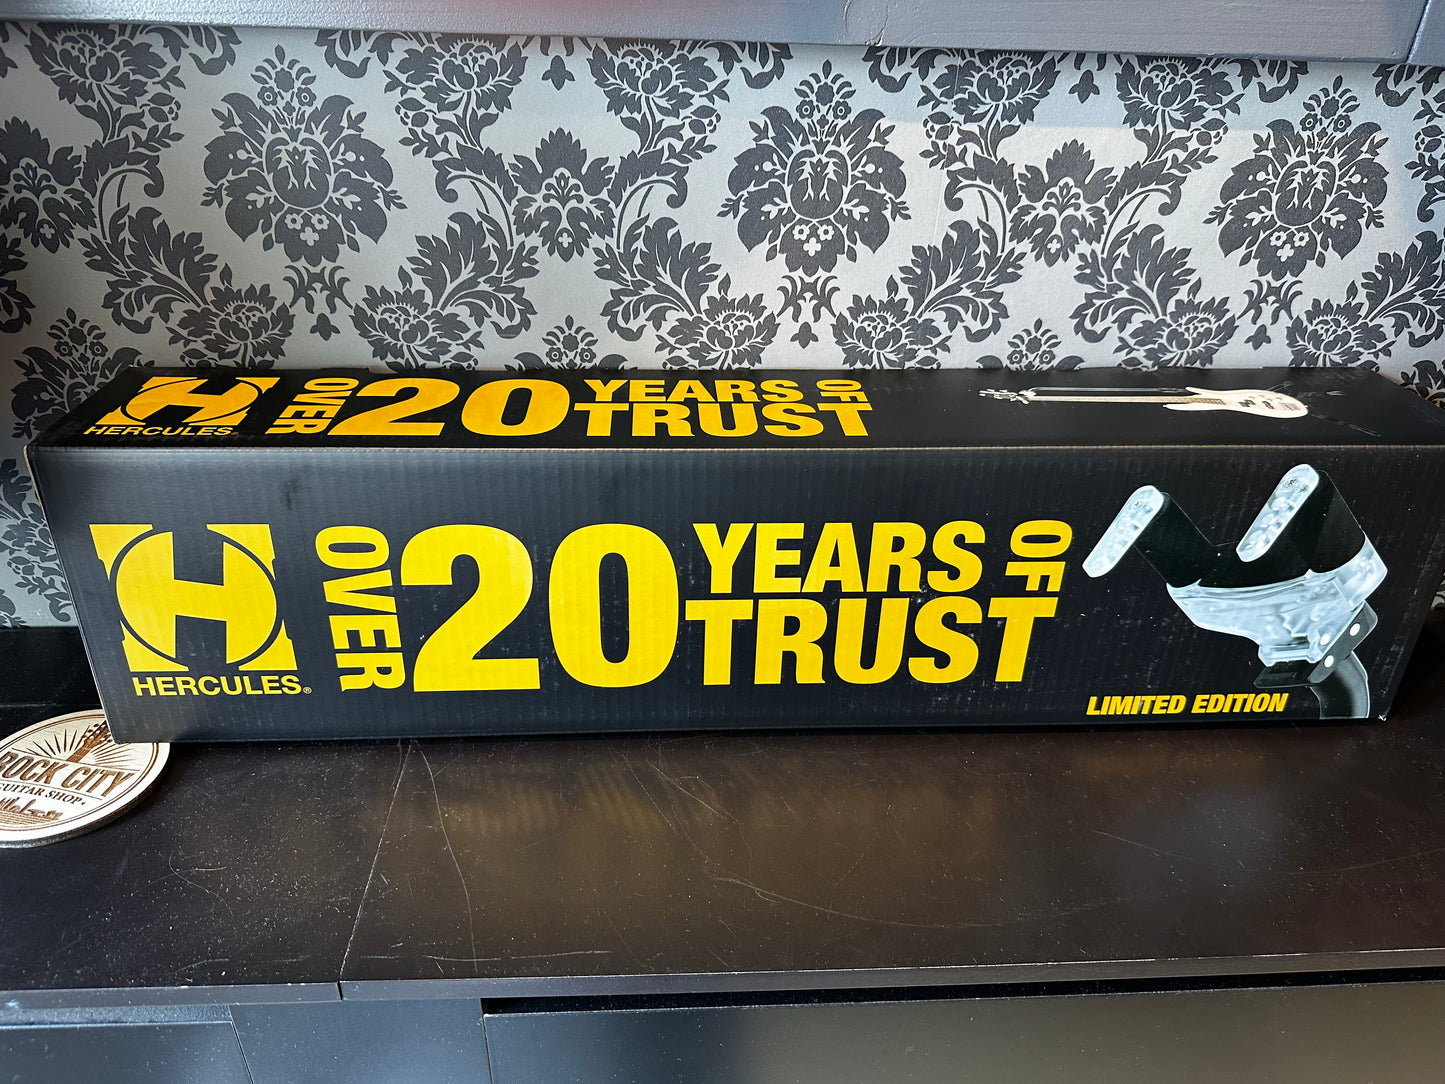 HERCULES
OVER 20 YEARS OF TRUST
HERCULES®
OVER 20 YEARS OF TRUST
LIMITED EDITION
ROCK CITY
GUITAR SHOP